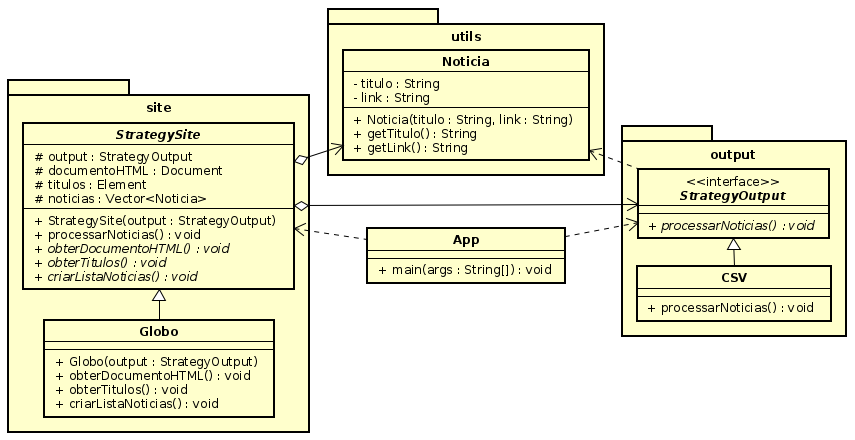 utils
Noticia
- titulo : String
- link : String
+ Noticia(titulo : String, link : String)
+ getTitulo() : String
+ getLink() : String
site
StrategySite
# output : StrategyOutput
# documentoHTML : Document
# titulos : Element
# noticias : Vector<Noticia>
+ StrategySite(output : StrategyOutput)
+ processarNoticias() : void
+ obterDocumentoHTML() : void
+ obterTitulos() : void
+ criarListaNoticias() : void
Globo
+ Globo(output : StrategyOutput)
+ obterDocumentoHTML() : void
+ obterTitulos() : void
+ criarListaNoticias() : void
App
+ main(args : String[]) : void
output
<<interface>>
StrategyOutput
+ processarNoticias() : void
CSV
+ processarNoticias() : void